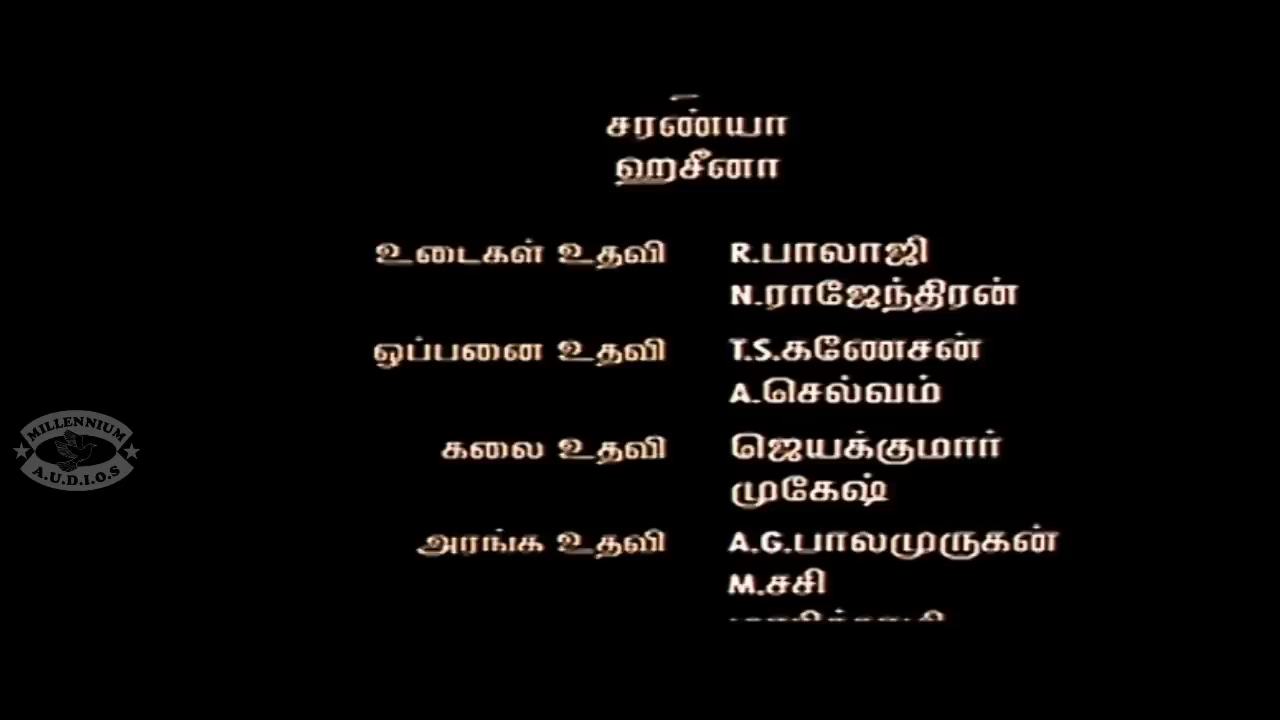 சரண்யா
ஹசீனா
உடைகள் உதவி R.பாலாஜி
N.ராஜேந்திரன்
ஒப்பனை உதவி T.S.கணேசன்
A.செல்வம்
கலை உதவி ஜெயக்குமார்
முகேஷ்
அரங்க உதவி A.G.பாலமுருகன்
M.சசி
MILLENNIUM
A.U.D.I.O.S